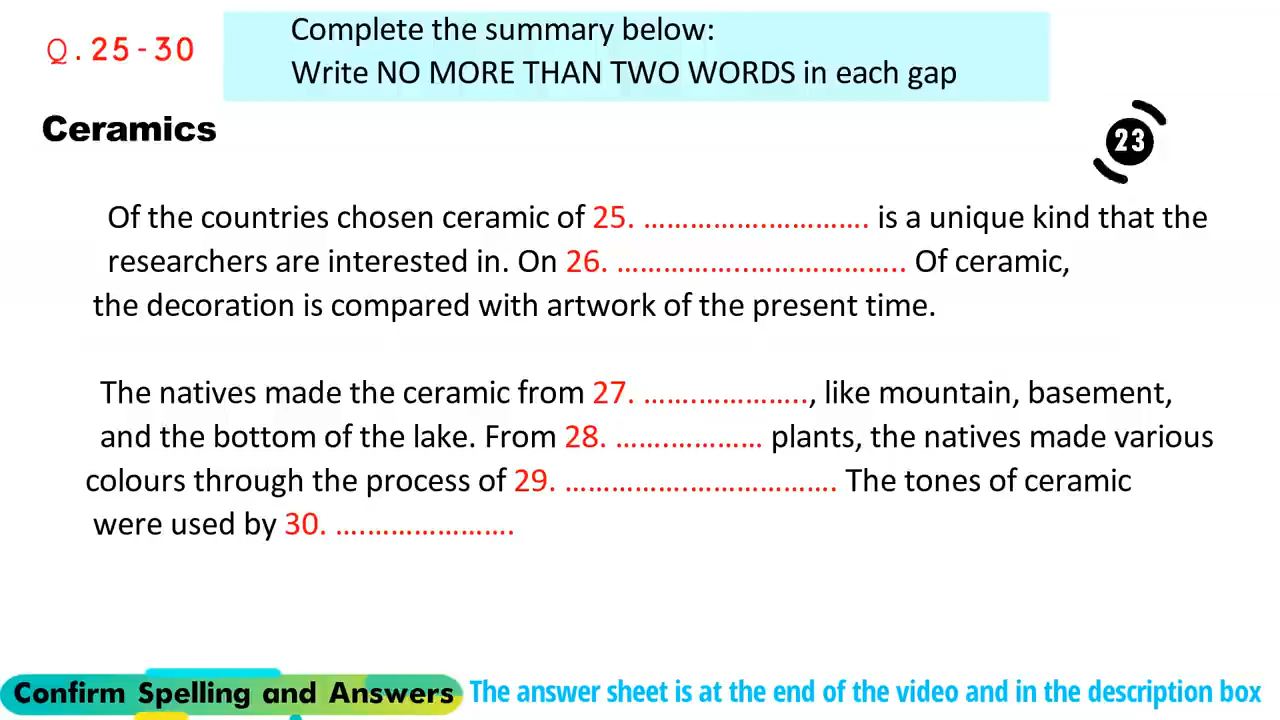 Q.25-30
Complete the summary below:
Write NO MORE THAN TWO WORDS in each gap
Ceramics
23
Of the countries chosen ceramic of 25. ………………………. is a unique kind that the
researchers are interested in. On 26. ……………..……………….. Of ceramic,
the decoration is compared with artwork of the present time.
The natives made the ceramic from 27. ………………….., like mountain, basement,
and the bottom of the lake. From 28. ……………… plants, the natives made various
colours through the process of 29. ……………………………. The tones of ceramic
were used by 30. ………………….
Confirm Spelling and Answers
The answer sheet is at the end of the video and in the description box